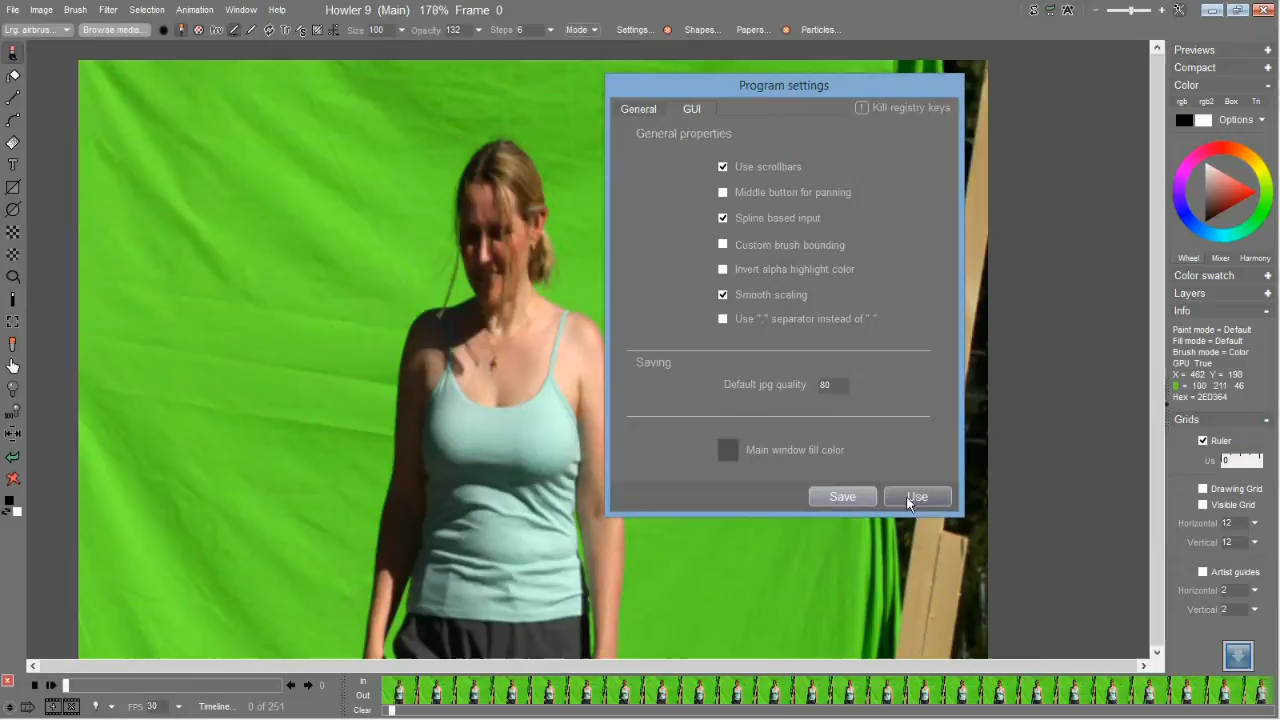 File Image Brush Filter Selection Animation Window Help Howler 9 (Main) 178% Frame 0
Lrg. airbrus... Browse media... Size 100 Opacity 132 Steps 6 Mode Settings... Shapes... Papers... Particles...
Previews
Compact
Color
rgb rgb2 Box Tri
Options
Wheel Mixer Harmony
Color swatch
Layers
Info
Paint mode = Default
Fill mode = Default
Brush mode = Color
GPU True
X = 462 Y = 198
= 100 211 46
Hex = 2ED364
Grids
Ruler
Us 0
Drawing Grid
Visible Grid
Horizontal 12
Vertical 12
Artist guides
Horizontal 2
Vertical 2
Program settings
General GUI ! Kill registry keys
General properties
Use scrollbars
Middle button for panning
Spline based input
Custom brush bounding
Invert alpha highlight color
Smooth scaling
Use "." separator instead of " "
Saving
Default jpg quality 80
Main window fill color
Save Use
0
In
Out
Clear
FPS 30 Timeline... 0 of 251